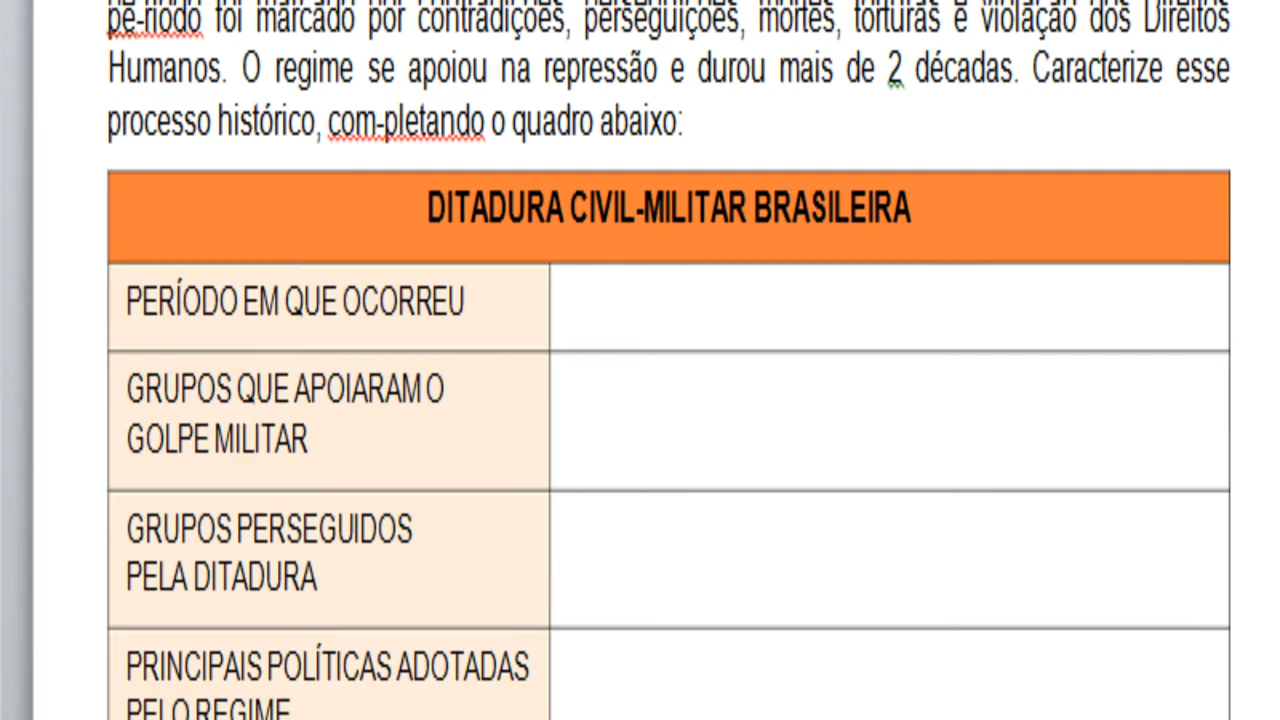 pe-ríodo foi marcado por contradições, perseguições, mortes, torturas e violação dos Direitos
Humanos. O regime se apoiou na repressão e durou mais de 2 décadas. Caracterize esse
processo histórico, com-pletando o quadro abaixo:
DITADURA CIVIL-MILITAR BRASILEIRA
PERÍODO EM QUE OCORREU
GRUPOS QUE APOIARAM O
GOLPE MILITAR
GRUPOS PERSEGUIDOS
PELA DITADURA
PRINCIPAIS POLÍTICAS ADOTADAS
PELO REGIME